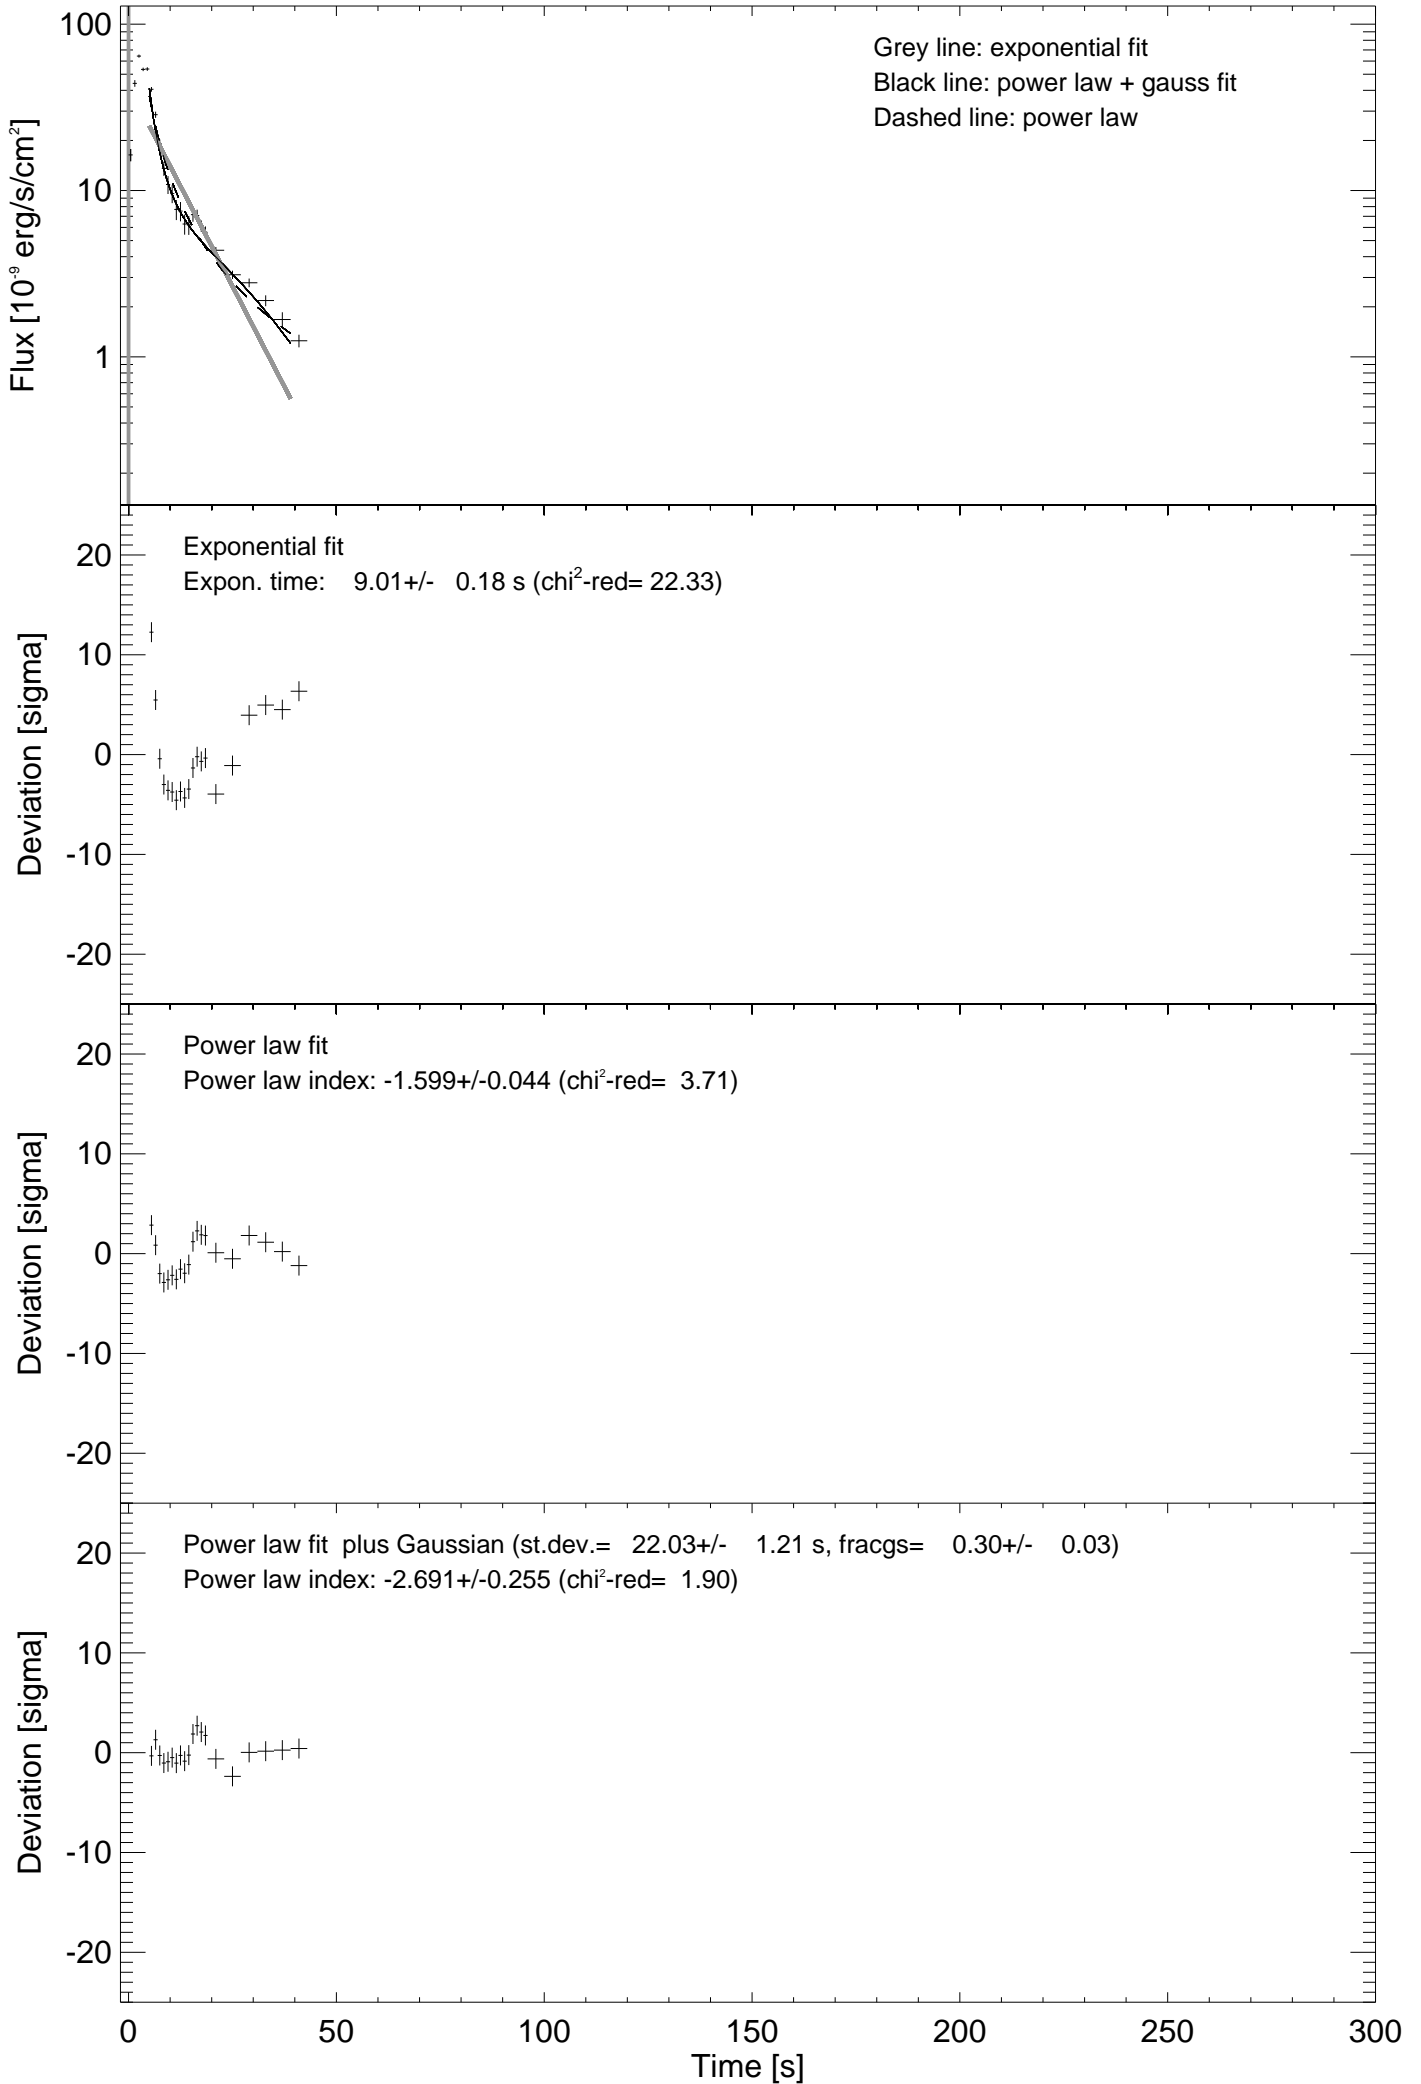 100
10
1
Flux [10⁻⁹ erg/s/cm²]
Grey line: exponential fit
Black line: power law + gauss fit
Dashed line: power law
20
10
0
-10
-20
Deviation [sigma]
Exponential fit
Expon. time: 9.01+/- 0.18 s (chi²-red= 22.33)
20
10
0
-10
-20
Deviation [sigma]
Power law fit
Power law index: -1.599+/-0.044 (chi²-red= 3.71)
20
10
0
-10
-20
Deviation [sigma]
Power law fit plus Gaussian (st.dev.= 22.03+/- 1.21 s, fracgs= 0.30+/- 0.03)
Power law index: -2.691+/-0.255 (chi²-red= 1.90)
0 50 100 150 200 250 300
Time [s]